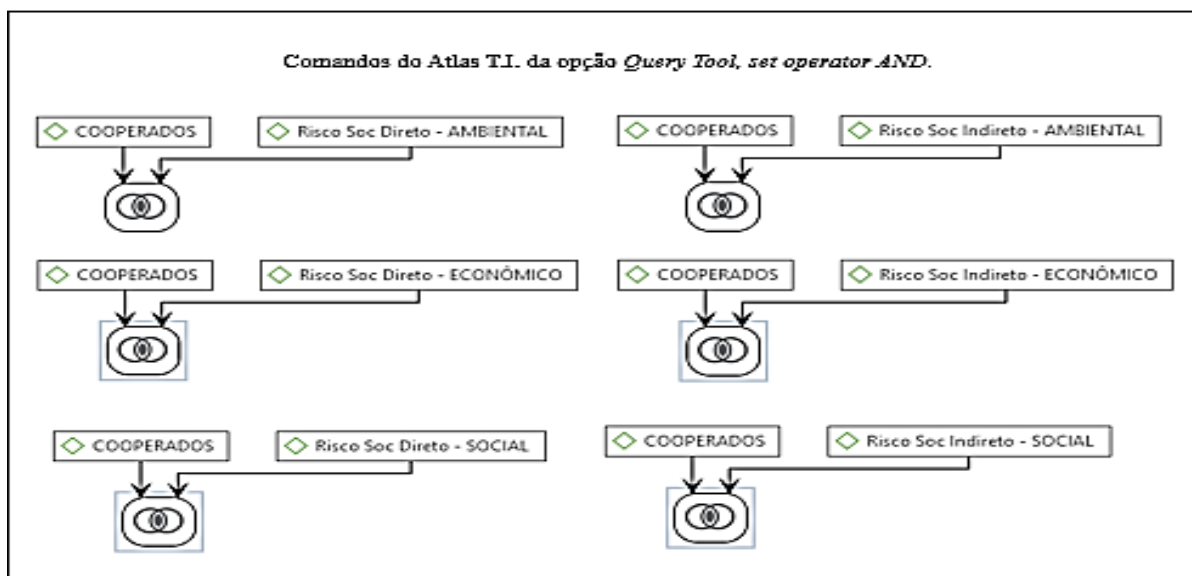 Comandos do Atlas T.I. da opção Query Tool, set operator AND.
COOPERADOS
Risco Soc Direto - AMBIENTAL
COOPERADOS
Risco Soc Indireto - AMBIENTAL
COOPERADOS
Risco Soc Direto - ECONÔMICO
COOPERADOS
Risco Soc Indireto - ECONÔMICO
COOPERADOS
Risco Soc Direto - SOCIAL
COOPERADOS
Risco Soc Indireto - SOCIAL